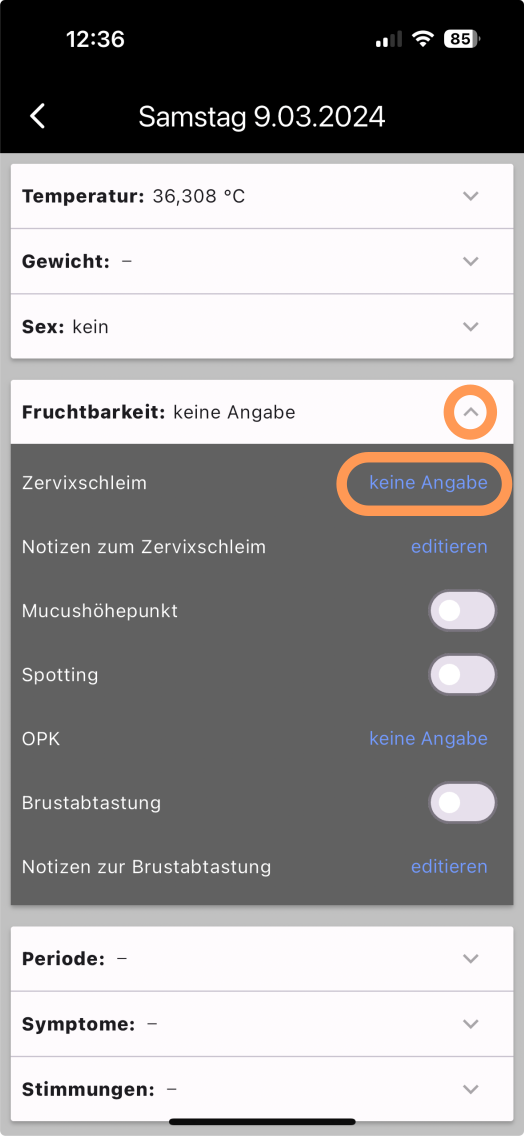 12:36
85
Samstag 9.03.2024
Temperatur: 36,308 °C
Gewicht: –
Sex: kein
Fruchtbarkeit: keine Angabe
Zervixschleim keine Angabe
Notizen zum Zervixschleim editieren
Mucushöhepunkt
Spotting
OPK keine Angabe
Brustabtastung
Notizen zur Brustabtastung editieren
Periode: –
Symptome: –
Stimmungen: –